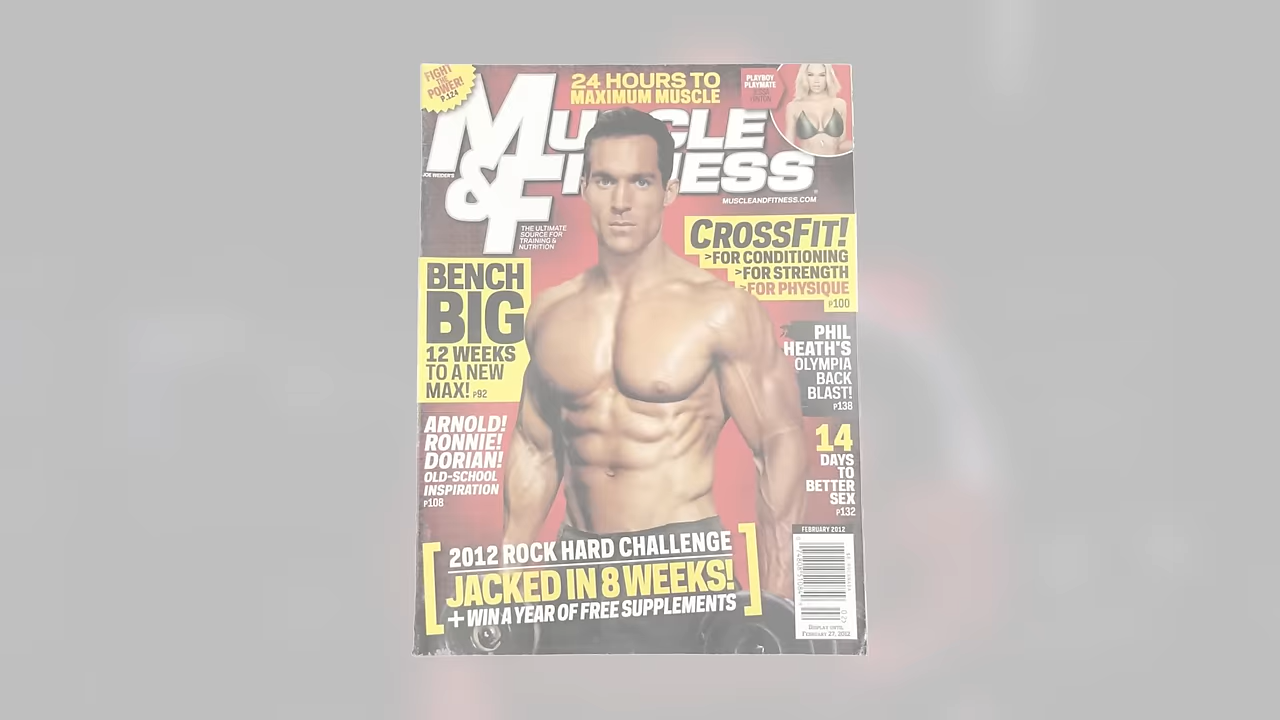 FIGHT
THE
POWER!
P.124
24 HOURS TO
MAXIMUM MUSCLE
PLAYBOY
PLAYMATE
MUSCLE
& FITNESS
JOE WEIDER'S
MUSCLEANDFITNESS.COM
THE ULTIMATE
SOURCE FOR
TRAINING &
NUTRITION
CROSSFIT!
>FOR CONDITIONING
>FOR STRENGTH
>FOR PHYSIQUE
P100
BENCH
BIG
12 WEEKS
TO A NEW
MAX! P92
PHIL
HEATH'S
OLYMPIA
BACK
BLAST!
P138
ARNOLD!
RONNIE!
DORIAN!
OLD-SCHOOL
INSPIRATION
P108
14
DAYS
TO
BETTER
SEX
P132
FEBRUARY 2012
2012 ROCK HARD CHALLENGE
JACKED IN 8 WEEKS!
+ WIN A YEAR OF FREE SUPPLEMENTS
DISPLAY UNTIL
FEBRUARY 27, 2012